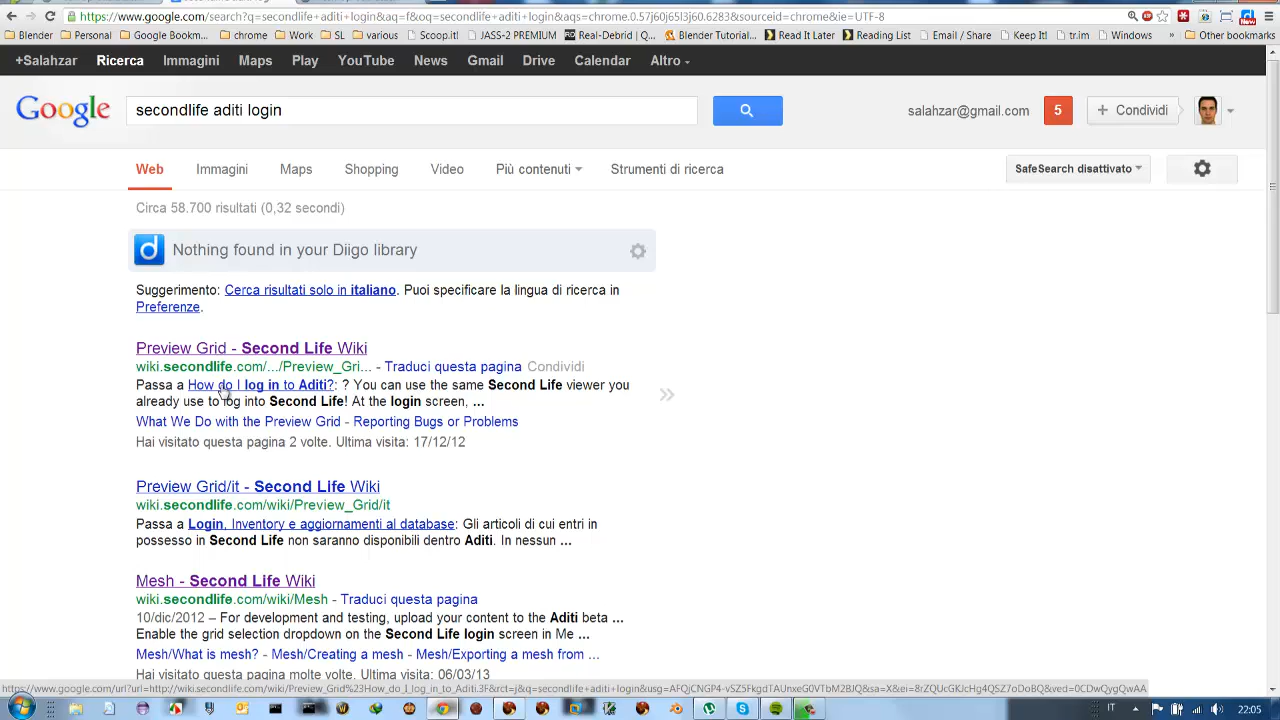 https://www.google.com/search?q=secondlife+aditi+login&aq=f&oq=secondlife+aditi+login&aqs=chrome.0.57j60j65l3j60.6283&sourceid=chrome&ie=UTF-8
Blender Personal Google Bookm... chrome Work SL various Scoop.it! ASS-2 PREMIUM Real-Debrid | Q... Blender Tutorial... Read It Later Reading List Email / Share Keep It! tr.im Windows » Other bookmarks
+Salahzar Ricerca Immagini Maps Play YouTube News Gmail Drive Calendar Altro
Google secondlife aditi login salahzar@gmail.com 5 + Condividi
Web Immagini Maps Shopping Video Più contenuti Strumenti di ricerca SafeSearch disattivato
Circa 58.700 risultati (0,32 secondi)
d Nothing found in your Diigo library
Suggerimento: Cerca risultati solo in italiano. Puoi specificare la lingua di ricerca in
Preferenze.
Preview Grid - Second Life Wiki
wiki.secondlife.com/.../Preview_Gri... - Traduci questa pagina Condividi
Passa a How do I log in to Aditi?: ? You can use the same Second Life viewer you
already use to log into Second Life! At the login screen, ...
What We Do with the Preview Grid - Reporting Bugs or Problems
Hai visitato questa pagina 2 volte. Ultima visita: 17/12/12
Preview Grid/it - Second Life Wiki
wiki.secondlife.com/wiki/Preview_Grid/it
Passa a Login, Inventory e aggiornamenti al database: Gli articoli di cui entri in
possesso in Second Life non saranno disponibili dentro Aditi. In nessun ...
Mesh - Second Life Wiki
wiki.secondlife.com/wiki/Mesh - Traduci questa pagina
10/dic/2012 – For development and testing, upload your content to the Aditi beta ...
Enable the grid selection dropdown on the Second Life login screen in Me ...
Mesh/What is mesh? - Mesh/Creating a mesh - Mesh/Exporting a mesh from ...
Hai visitato questa pagina molte volte. Ultima visita: 06/03/13
IT 22:05